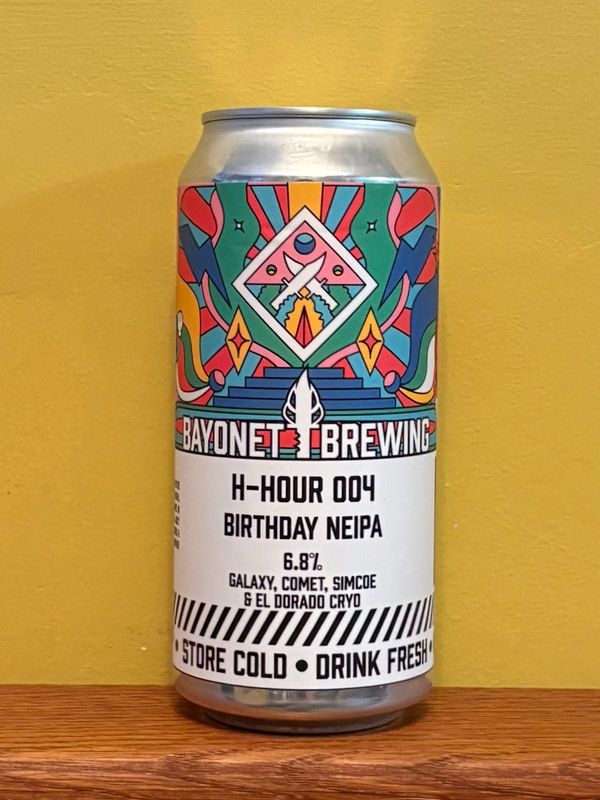 BAYONET BREWING
H-HOUR 004
BIRTHDAY NEIPA
6.8%
GALAXY, COMET, SIMCOE
& EL DORADO CRYO
• STORE COLD • DRINK FRESH •